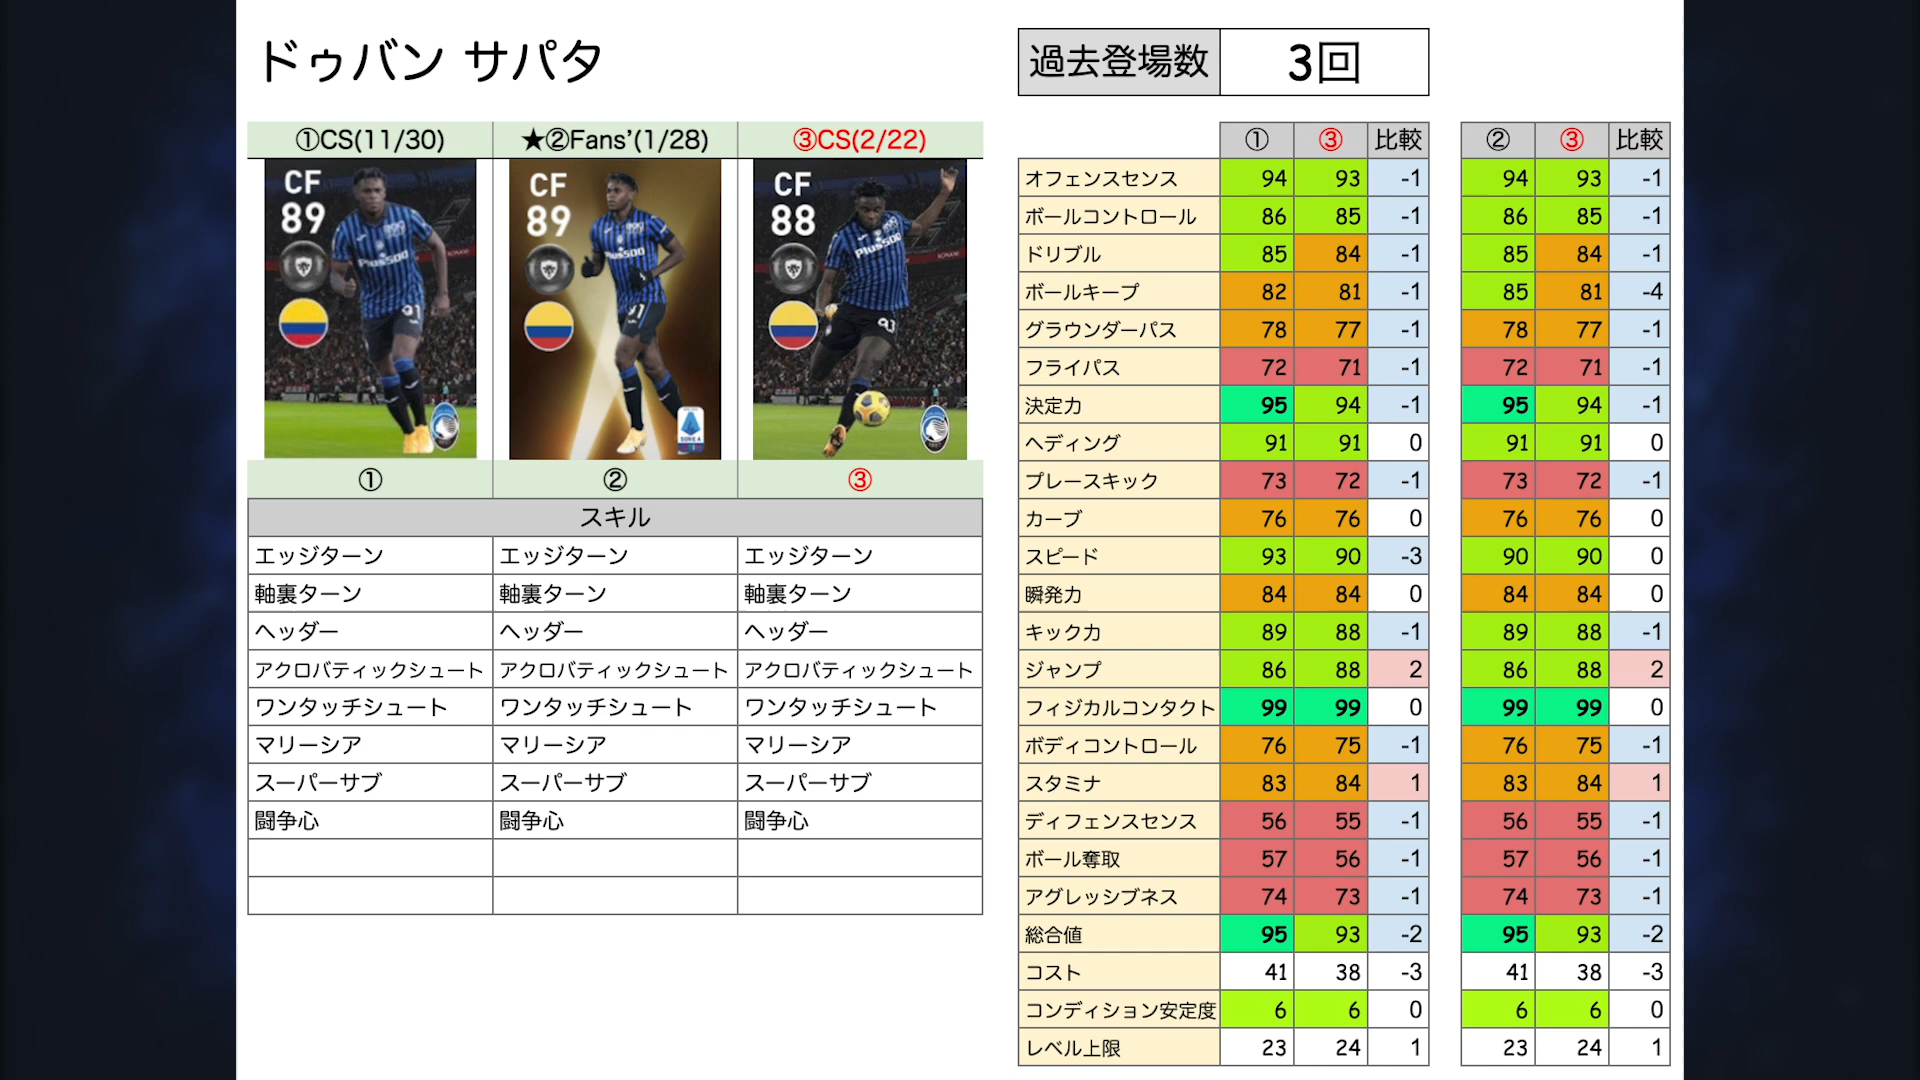 ドゥバン サパタ
過去登場数 3回
①CS(11/30) ★②Fans’(1/28) ③CS(2/22)
CF 89 CF 89 CF 88
Plus500 Plus500 Plus500
91 91 93
① ② ③
スキル
エッジターン エッジターン エッジターン
軸裏ターン 軸裏ターン 軸裏ターン
ヘッダー ヘッダー ヘッダー
アクロバティックシュート アクロバティックシュート アクロバティックシュート
ワンタッチシュート ワンタッチシュート ワンタッチシュート
マリーシア マリーシア マリーシア
スーパーサブ スーパーサブ スーパーサブ
闘争心 闘争心 闘争心
① ③ 比較 ② ③ 比較
オフェンスセンス 94 93 -1 94 93 -1
ボールコントロール 86 85 -1 86 85 -1
ドリブル 85 84 -1 85 84 -1
ボールキープ 82 81 -1 85 81 -4
グラウンダーパス 78 77 -1 78 77 -1
フライパス 72 71 -1 72 71 -1
決定力 95 94 -1 95 94 -1
ヘディング 91 91 0 91 91 0
プレースキック 73 72 -1 73 72 -1
カーブ 76 76 0 76 76 0
スピード 93 90 -3 90 90 0
瞬発力 84 84 0 84 84 0
キック力 89 88 -1 89 88 -1
ジャンプ 86 88 2 86 88 2
フィジカルコンタクト 99 99 0 99 99 0
ボディコントロール 76 75 -1 76 75 -1
スタミナ 83 84 1 83 84 1
ディフェンスセンス 56 55 -1 56 55 -1
ボール奪取 57 56 -1 57 56 -1
アグレッシブネス 74 73 -1 74 73 -1
総合値 95 93 -2 95 93 -2
コスト 41 38 -3 41 38 -3
コンディション安定度 6 6 0 6 6 0
レベル上限 23 24 1 23 24 1